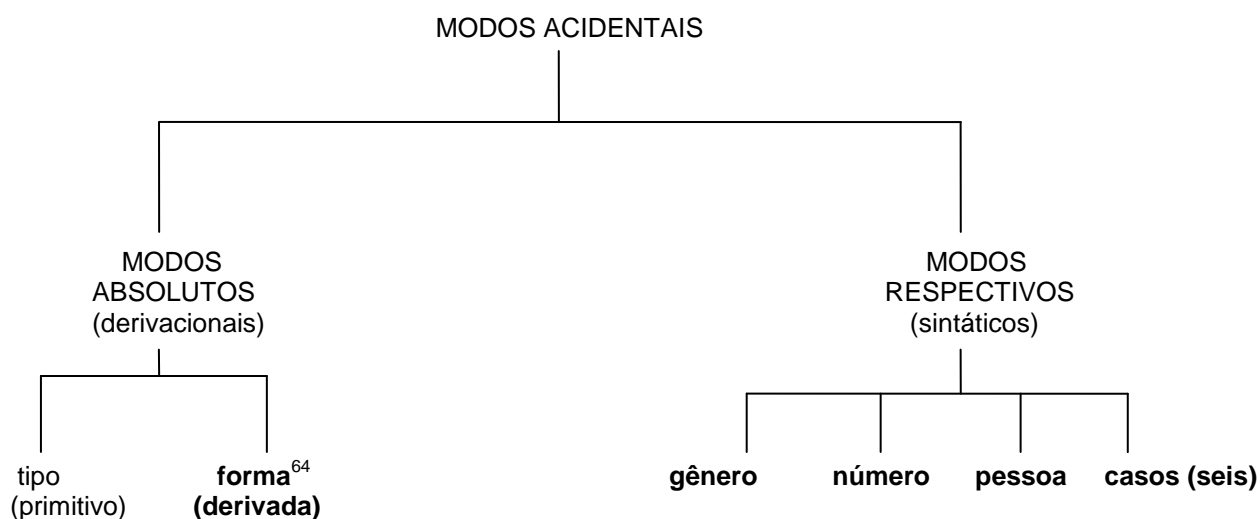 MODOS ACIDENTAIS
MODOS
ABSOLUTOS
(derivacionais)
MODOS
RESPECTIVOS
(sintáticos)
tipo
(primitivo)
forma64
(derivada)
gênero
número
pessoa
casos (seis)